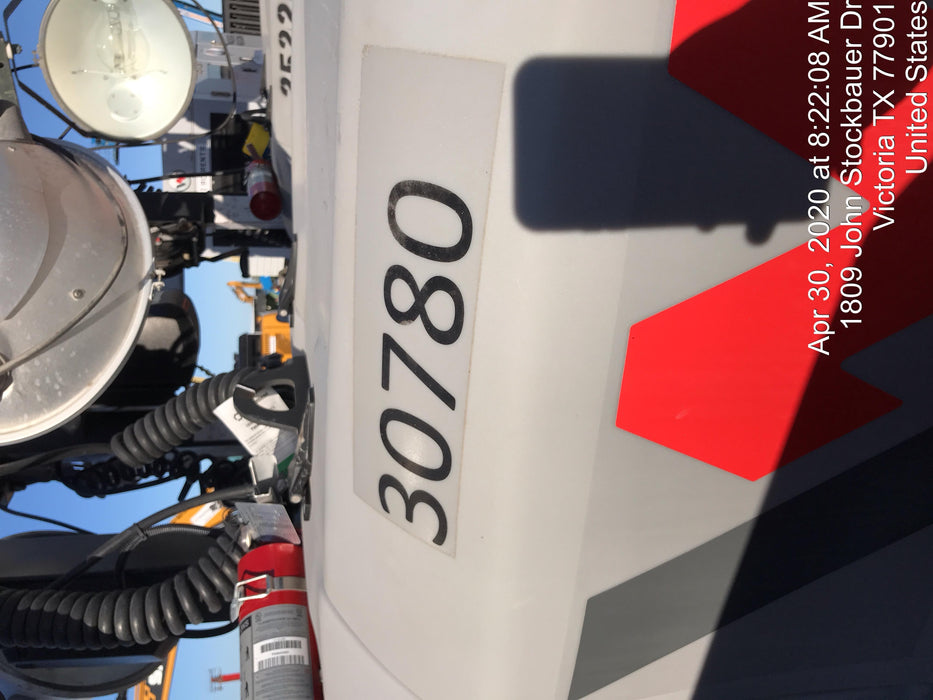 30780
Apr 30, 2020 at 8:22:08 AM
1809 John Stockbauer Dr
Victoria TX 77901
United States